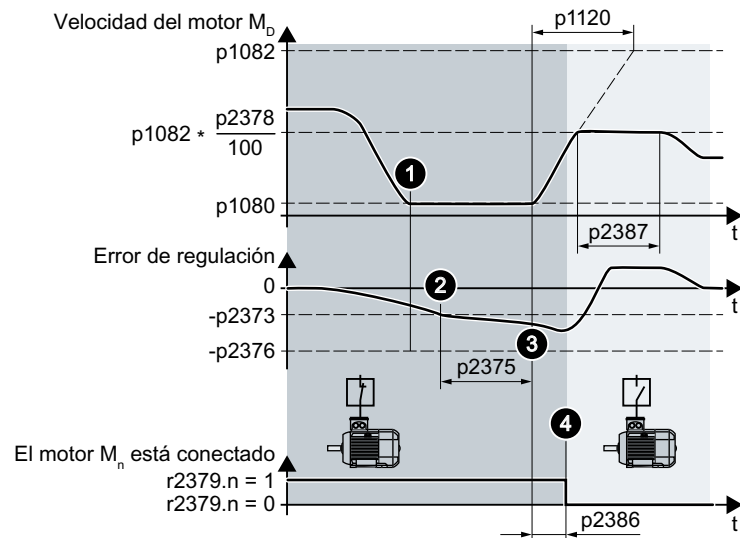 Velocidad del motor M_D
p1120
p1082
p1082 * p2378
100
1
p1080
t
p2387
Error de regulación
0
2
-p2373
t
3
-p2376
p2375
4
El motor M_n está conectado
r2379.n = 1
r2379.n = 0
t
p2386